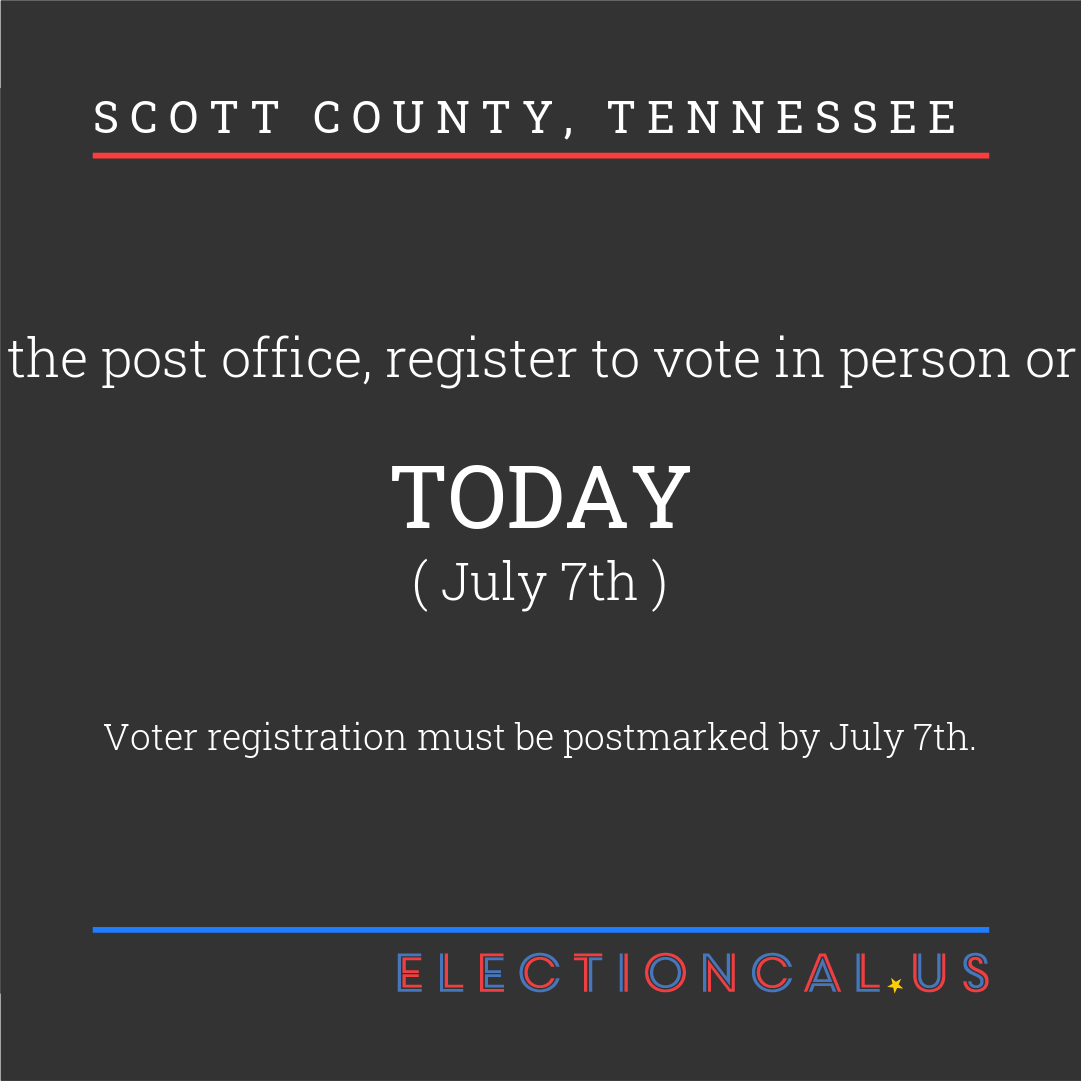 SCOTT COUNTY, TENNESSEE
the post office, register to vote in person or
TODAY
( July 7th )
Voter registration must be postmarked by July 7th.
ELECTIONCAL.US